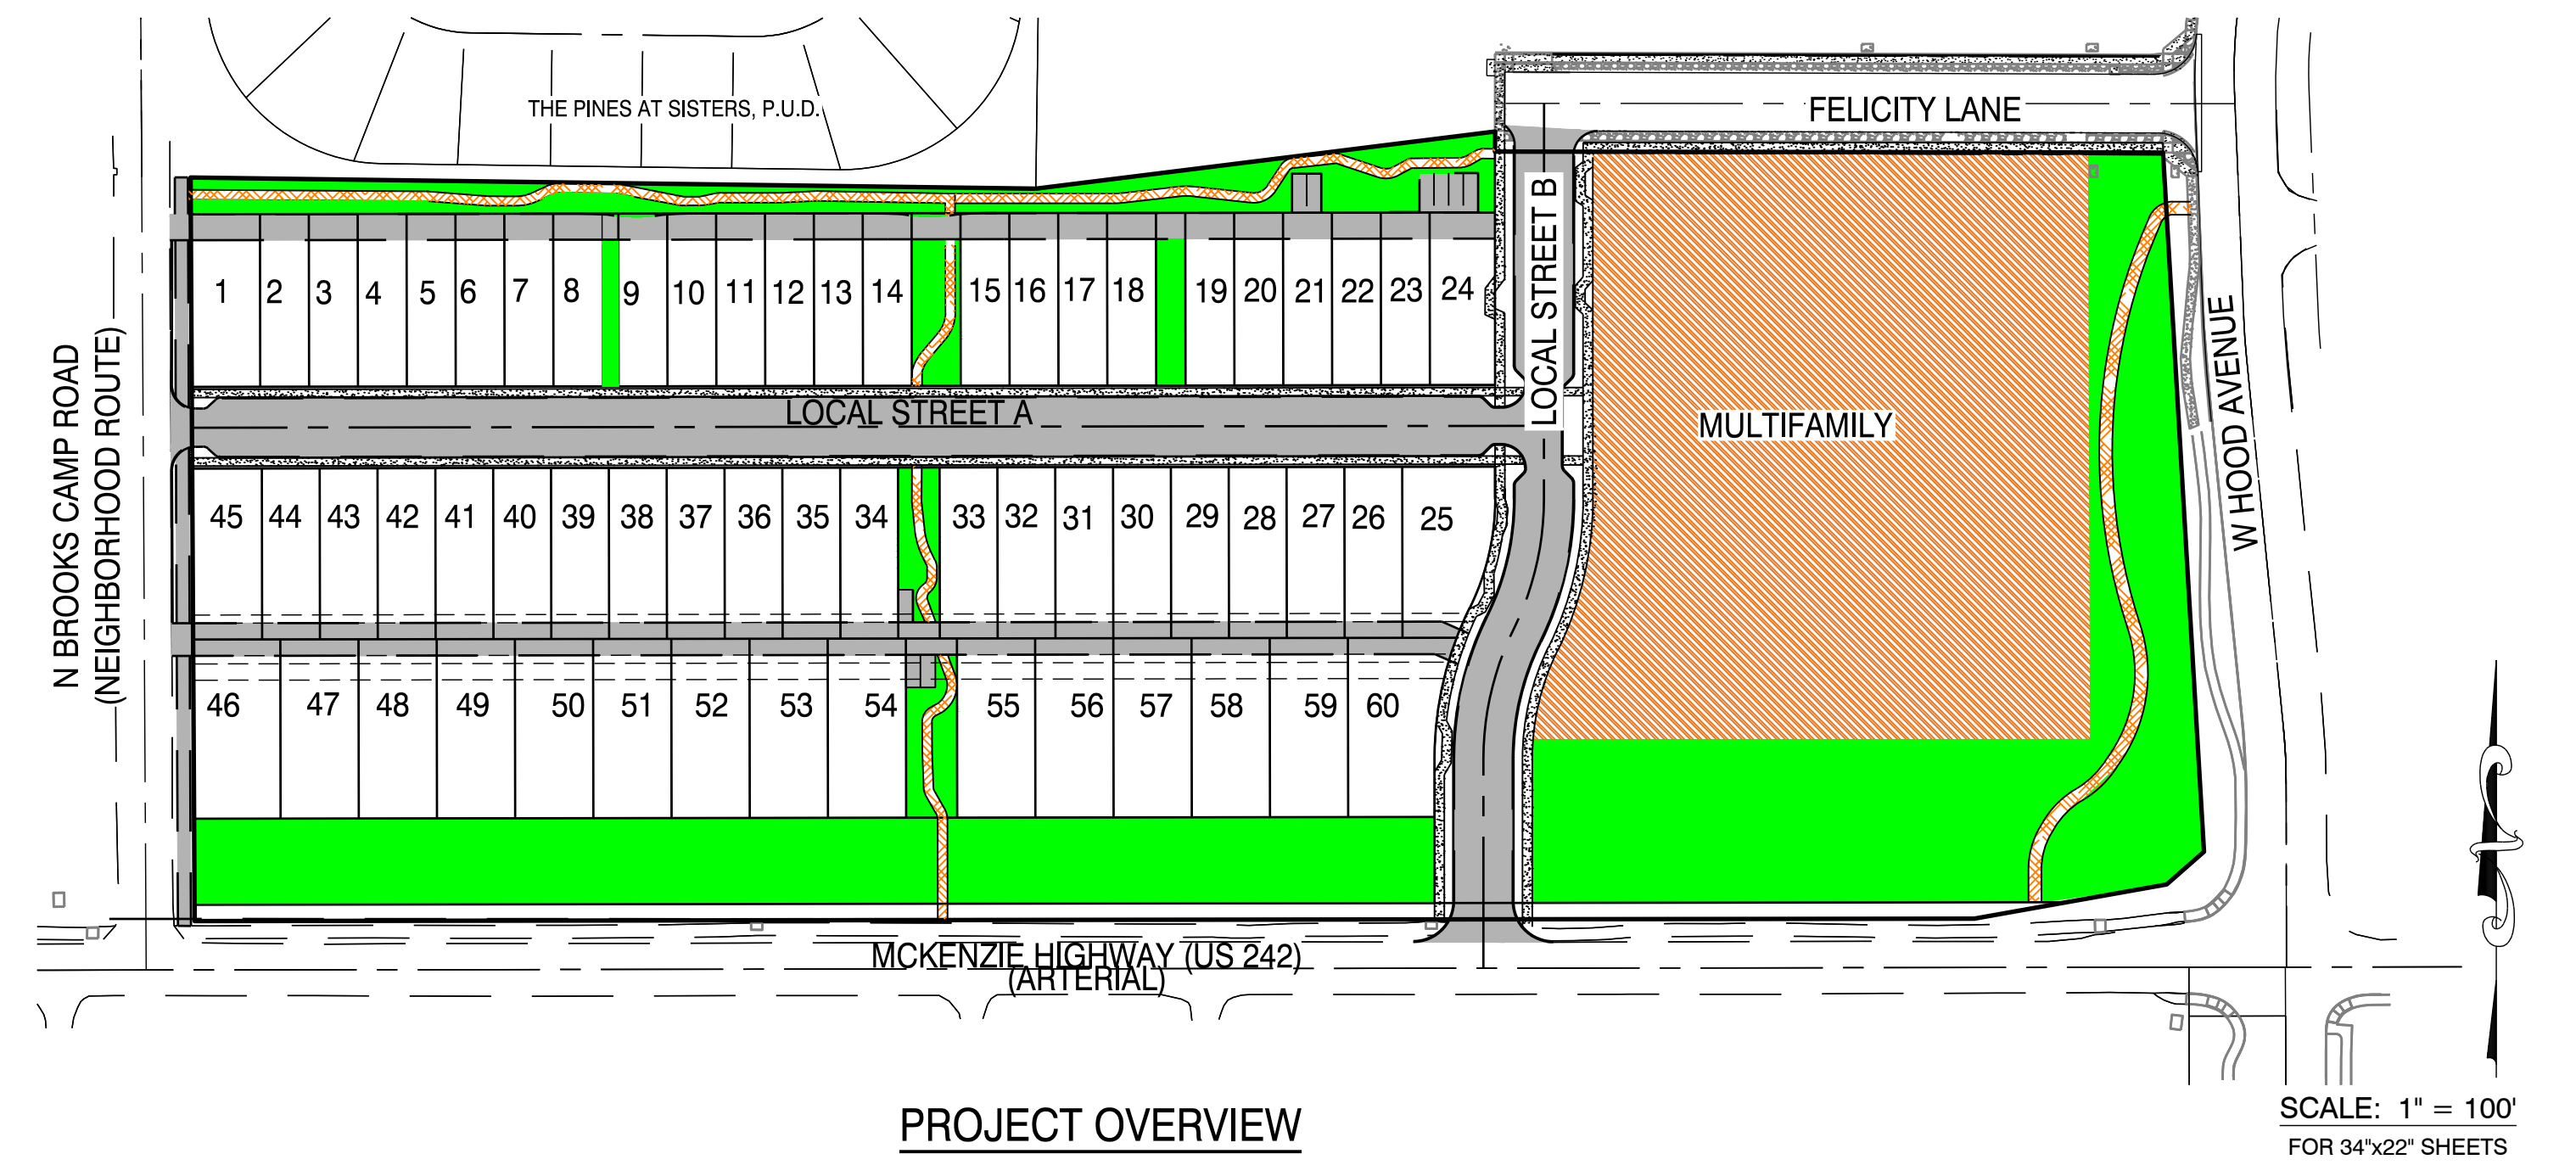 THE PINES AT SISTERS, P.U.D.
FELICITY LANE
LOCAL STREET B
1 2 3 4 5 6 7 8 9 10 11 12 13 14 15 16 17 18 19 20 21 22 23 24
N BROOKS CAMP ROAD
(NEIGHBORHOOD ROUTE)
LOCAL STREET A
MULTIFAMILY
W HOOD AVENUE
45 44 43 42 41 40 39 38 37 36 35 34 33 32 31 30 29 28 27 26 25
46 47 48 49 50 51 52 53 54 55 56 57 58 59 60
MCKENZIE HIGHWAY (US 242)
(ARTERIAL)
PROJECT OVERVIEW
SCALE: 1" = 100'
FOR 34"x22" SHEETS